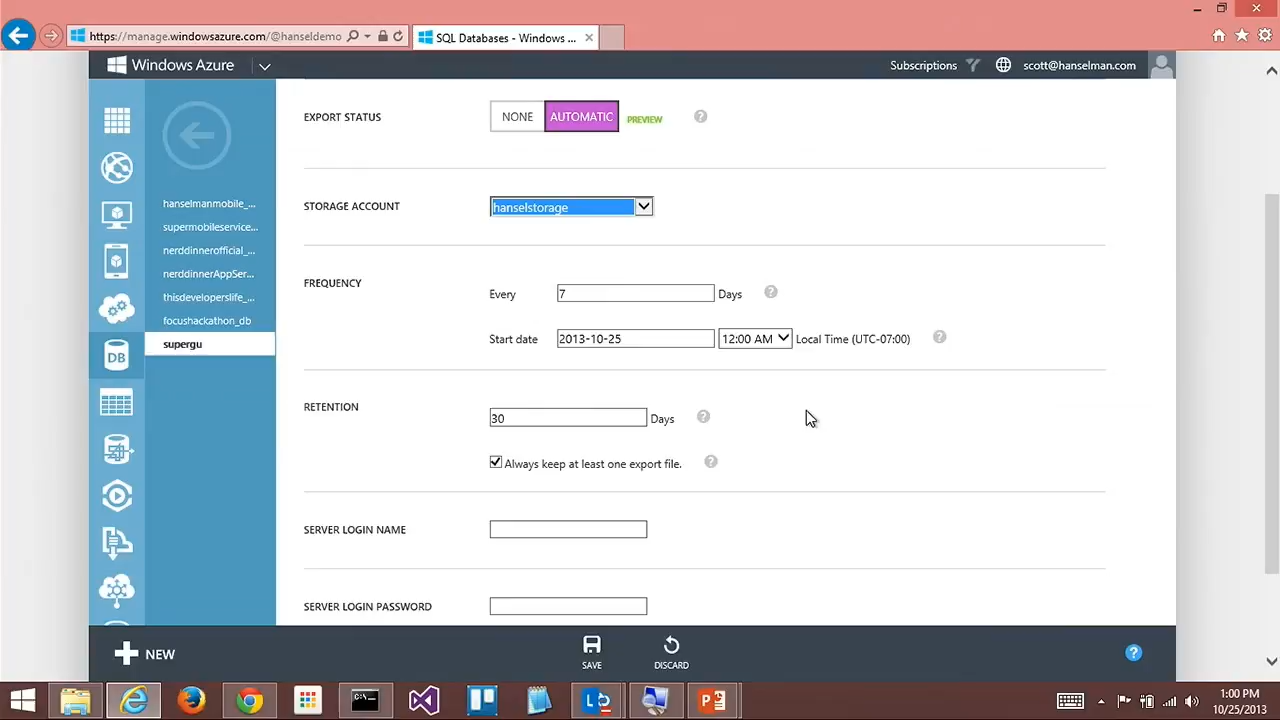 https://manage.windowsazure.com/@hanseldemo
SQL Databases - Windows ...
Windows Azure
Subscriptions
scott@hanselman.com
EXPORT STATUS
NONE
AUTOMATIC
PREVIEW
?
STORAGE ACCOUNT
hanselstorage
hanselmanmobile_...
supermobileservice...
nerddinnerofficial_...
nerddinnerAppSer...
thisdeveloperslife_...
focushackathon_db
supergu
DB
FREQUENCY
Every
7
Days
?
Start date
2013-10-25
12:00 AM
Local Time (UTC-07:00)
?
RETENTION
30
Days
?
Always keep at least one export file.
?
SERVER LOGIN NAME
SERVER LOGIN PASSWORD
NEW
SAVE
DISCARD
?
1:00 PM
10/25/2013